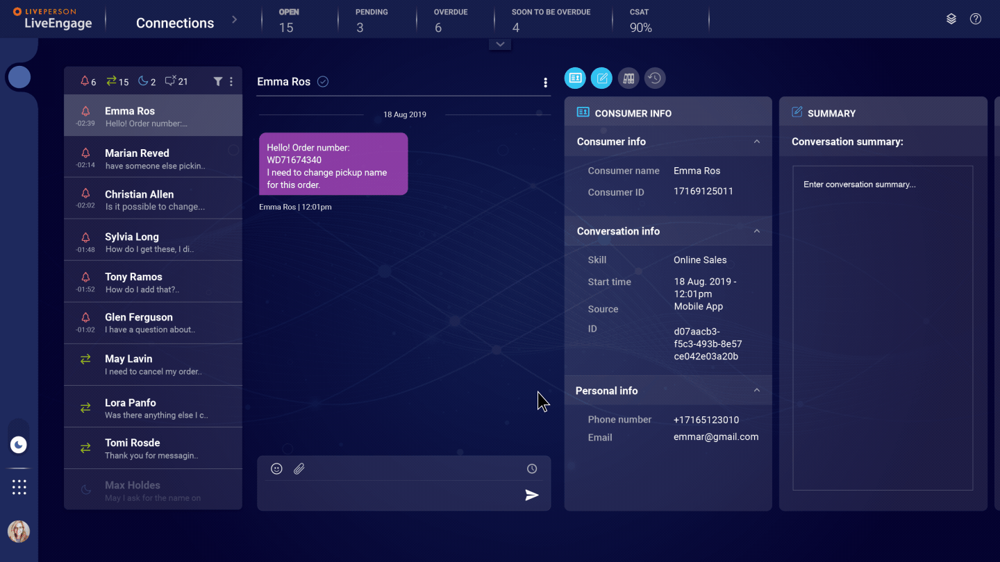 LIVEPERSON
LiveEngage
Connections
OPEN
15
PENDING
3
OVERDUE
6
SOON TO BE OVERDUE
4
CSAT
90%
6 15 2 21
Emma Ros
-02:39 Hello! Order number:...
Marian Reved
-02:14 have someone else pickin..
Christian Allen
-02:02 Is it possible to change...
Sylvia Long
-01:48 How do I get these, I di..
Tony Ramos
-01:52 How do I add that?..
Glen Ferguson
-01:02 I have a question about..
May Lavin
I need to cancel my order..
Lora Panfo
Was there anything else I c..
Tomi Rosde
Thank you for messagin..
Max Holdes
May I ask for the name on
Emma Ros
18 Aug 2019
Hello! Order number:
WD71674340
I need to change pickup name
for this order.
Emma Ros | 12:01pm
CONSUMER INFO
Consumer info
Consumer name Emma Ros
Consumer ID 17169125011
Conversation info
Skill Online Sales
Start time 18 Aug. 2019 -
12:01pm
Source Mobile App
ID d07aacb3-
f5c3-493b-8e57
ce042e03a20b
Personal info
Phone number +17165123010
Email emmar@gmail.com
SUMMARY
Conversation summary:
Enter conversation summary...